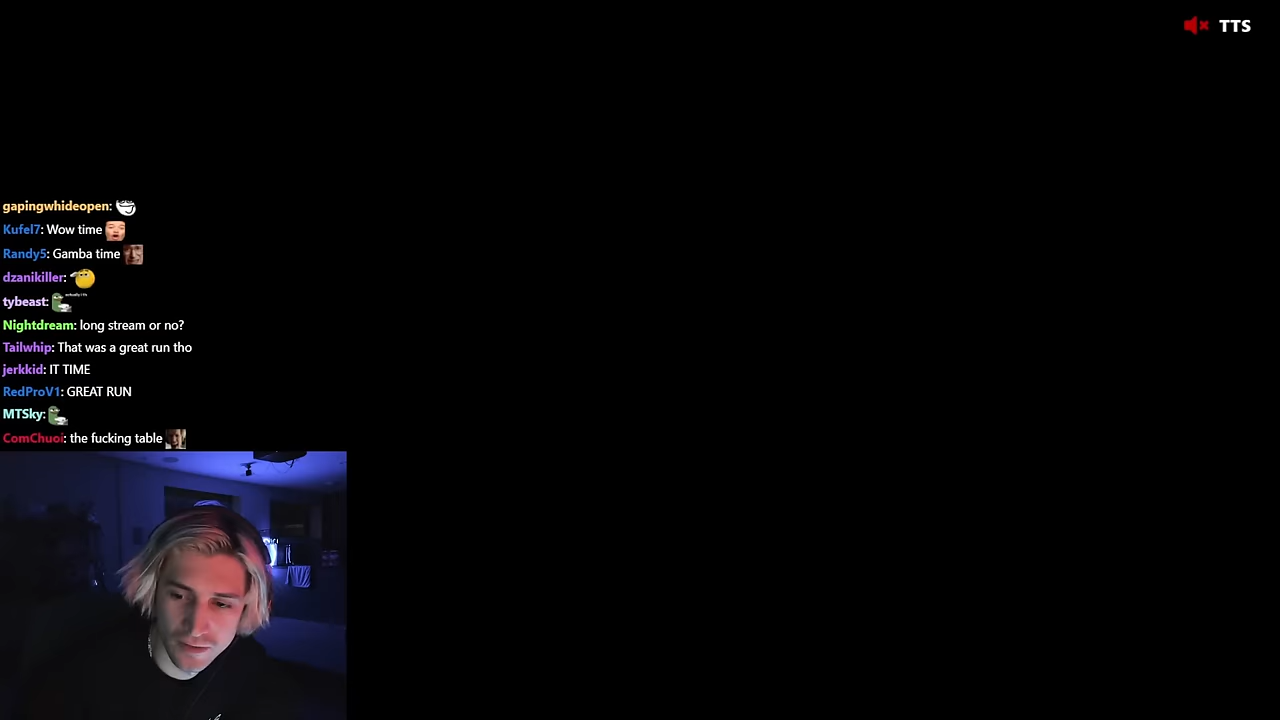 TTS
gapingwhideopen:
Kufel7: Wow time
Randy5: Gamba time
dzanikiller:
tybeast:
Nightdream: long stream or no?
Tailwhip: That was a great run tho
jerkkid: IT TIME
RedProV1: GREAT RUN
MTSky:
ComChuoi: the fucking table